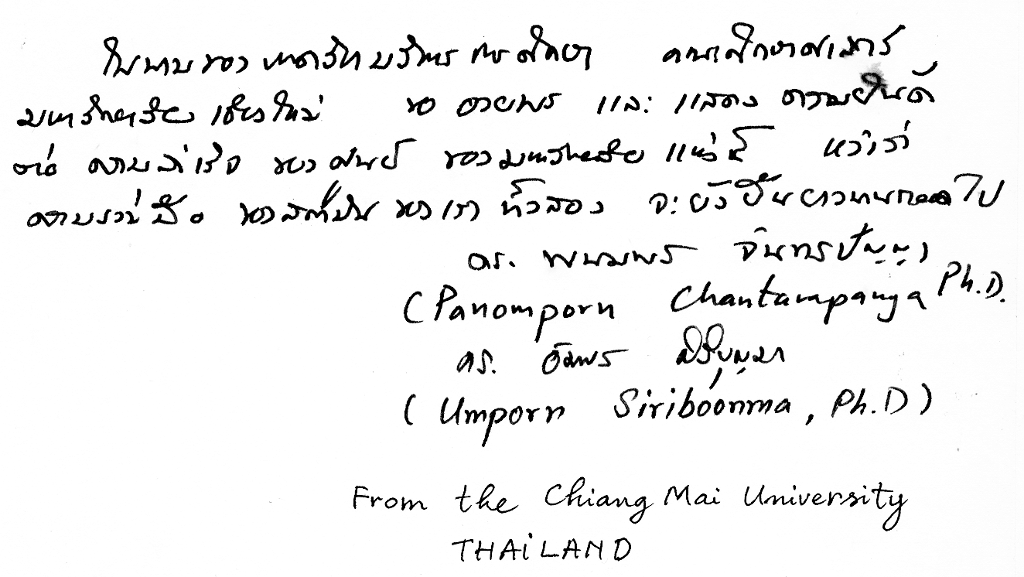 ในนามของ ภาควิชาบริหารการศึกษา คณะศึกษาศาสตร์
มหาวิทยาลัย เชียงใหม่ ขอ อวยพร และ แสดง ความยินดี
ต่อ ความสำเร็จ ของ ของมหาวิทยาลัย แห่งนี้ หวังว่า
ความร่วมมือ ของสถาบัน ของเรา ทั้งสอง จะยั่งยืนยาวนานตลอดไป
ดร. พนมพร จันทรปัญญา
(Panomporn Chantarapanya Ph.D.
ดร. อัมพร ศิริบุญมา
(Umporn Siriboonma, Ph.D)
From the Chiang Mai University
THAiLAND